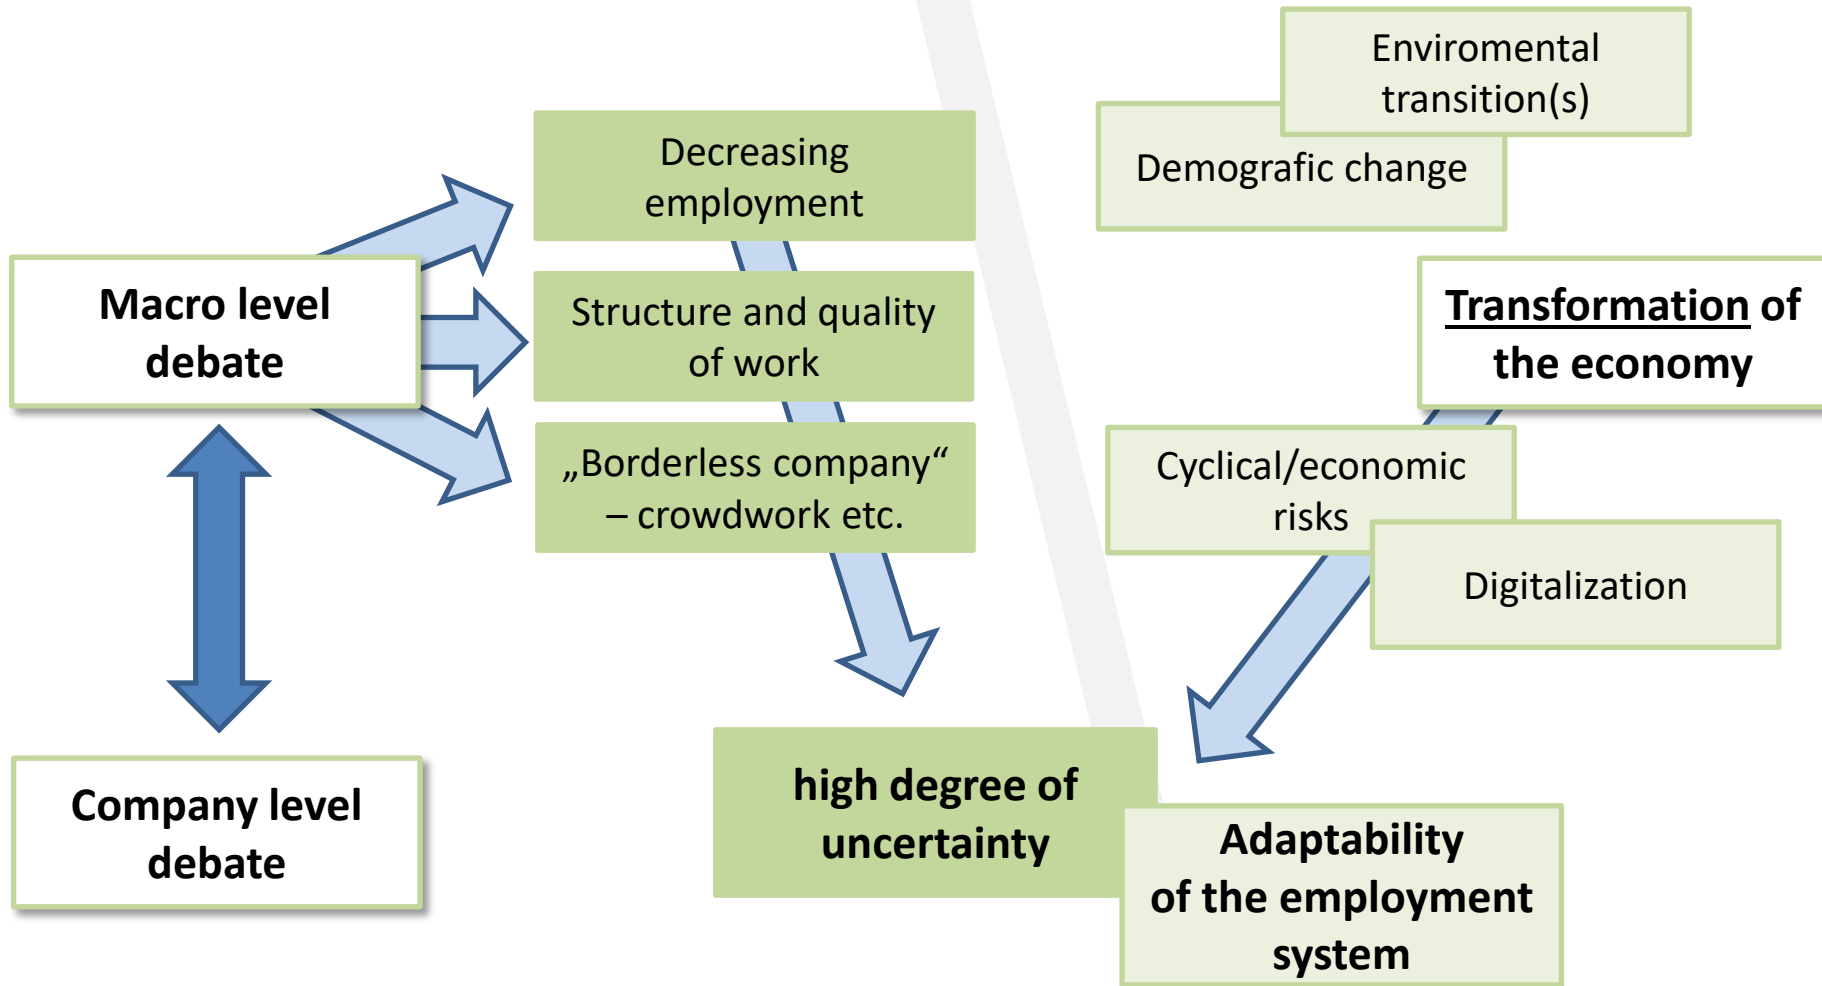 Enviromental
transition(s)
Demografic change
Decreasing
employment
Macro level
debate
Structure and quality
of work
Transformation of
the economy
„Borderless company“
– crowdwork etc.
Cyclical/economic
risks
Digitalization
Company level
debate
high degree of
uncertainty
Adaptability
of the employment
system